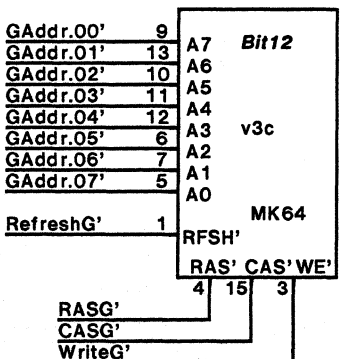 GAddr.00' 9 A7 Bit12
GAddr.01' 13 A6
GAddr.02' 10 A5
GAddr.03' 11 A4
GAddr.04' 12 A3 v3c
GAddr.05' 6 A2
GAddr.06' 7 A1
GAddr.07' 5 A0
MK64
RefreshG' 1 RFSH'
RAS' CAS' WE'
4 15 3
RASG'
CASG'
WriteG'